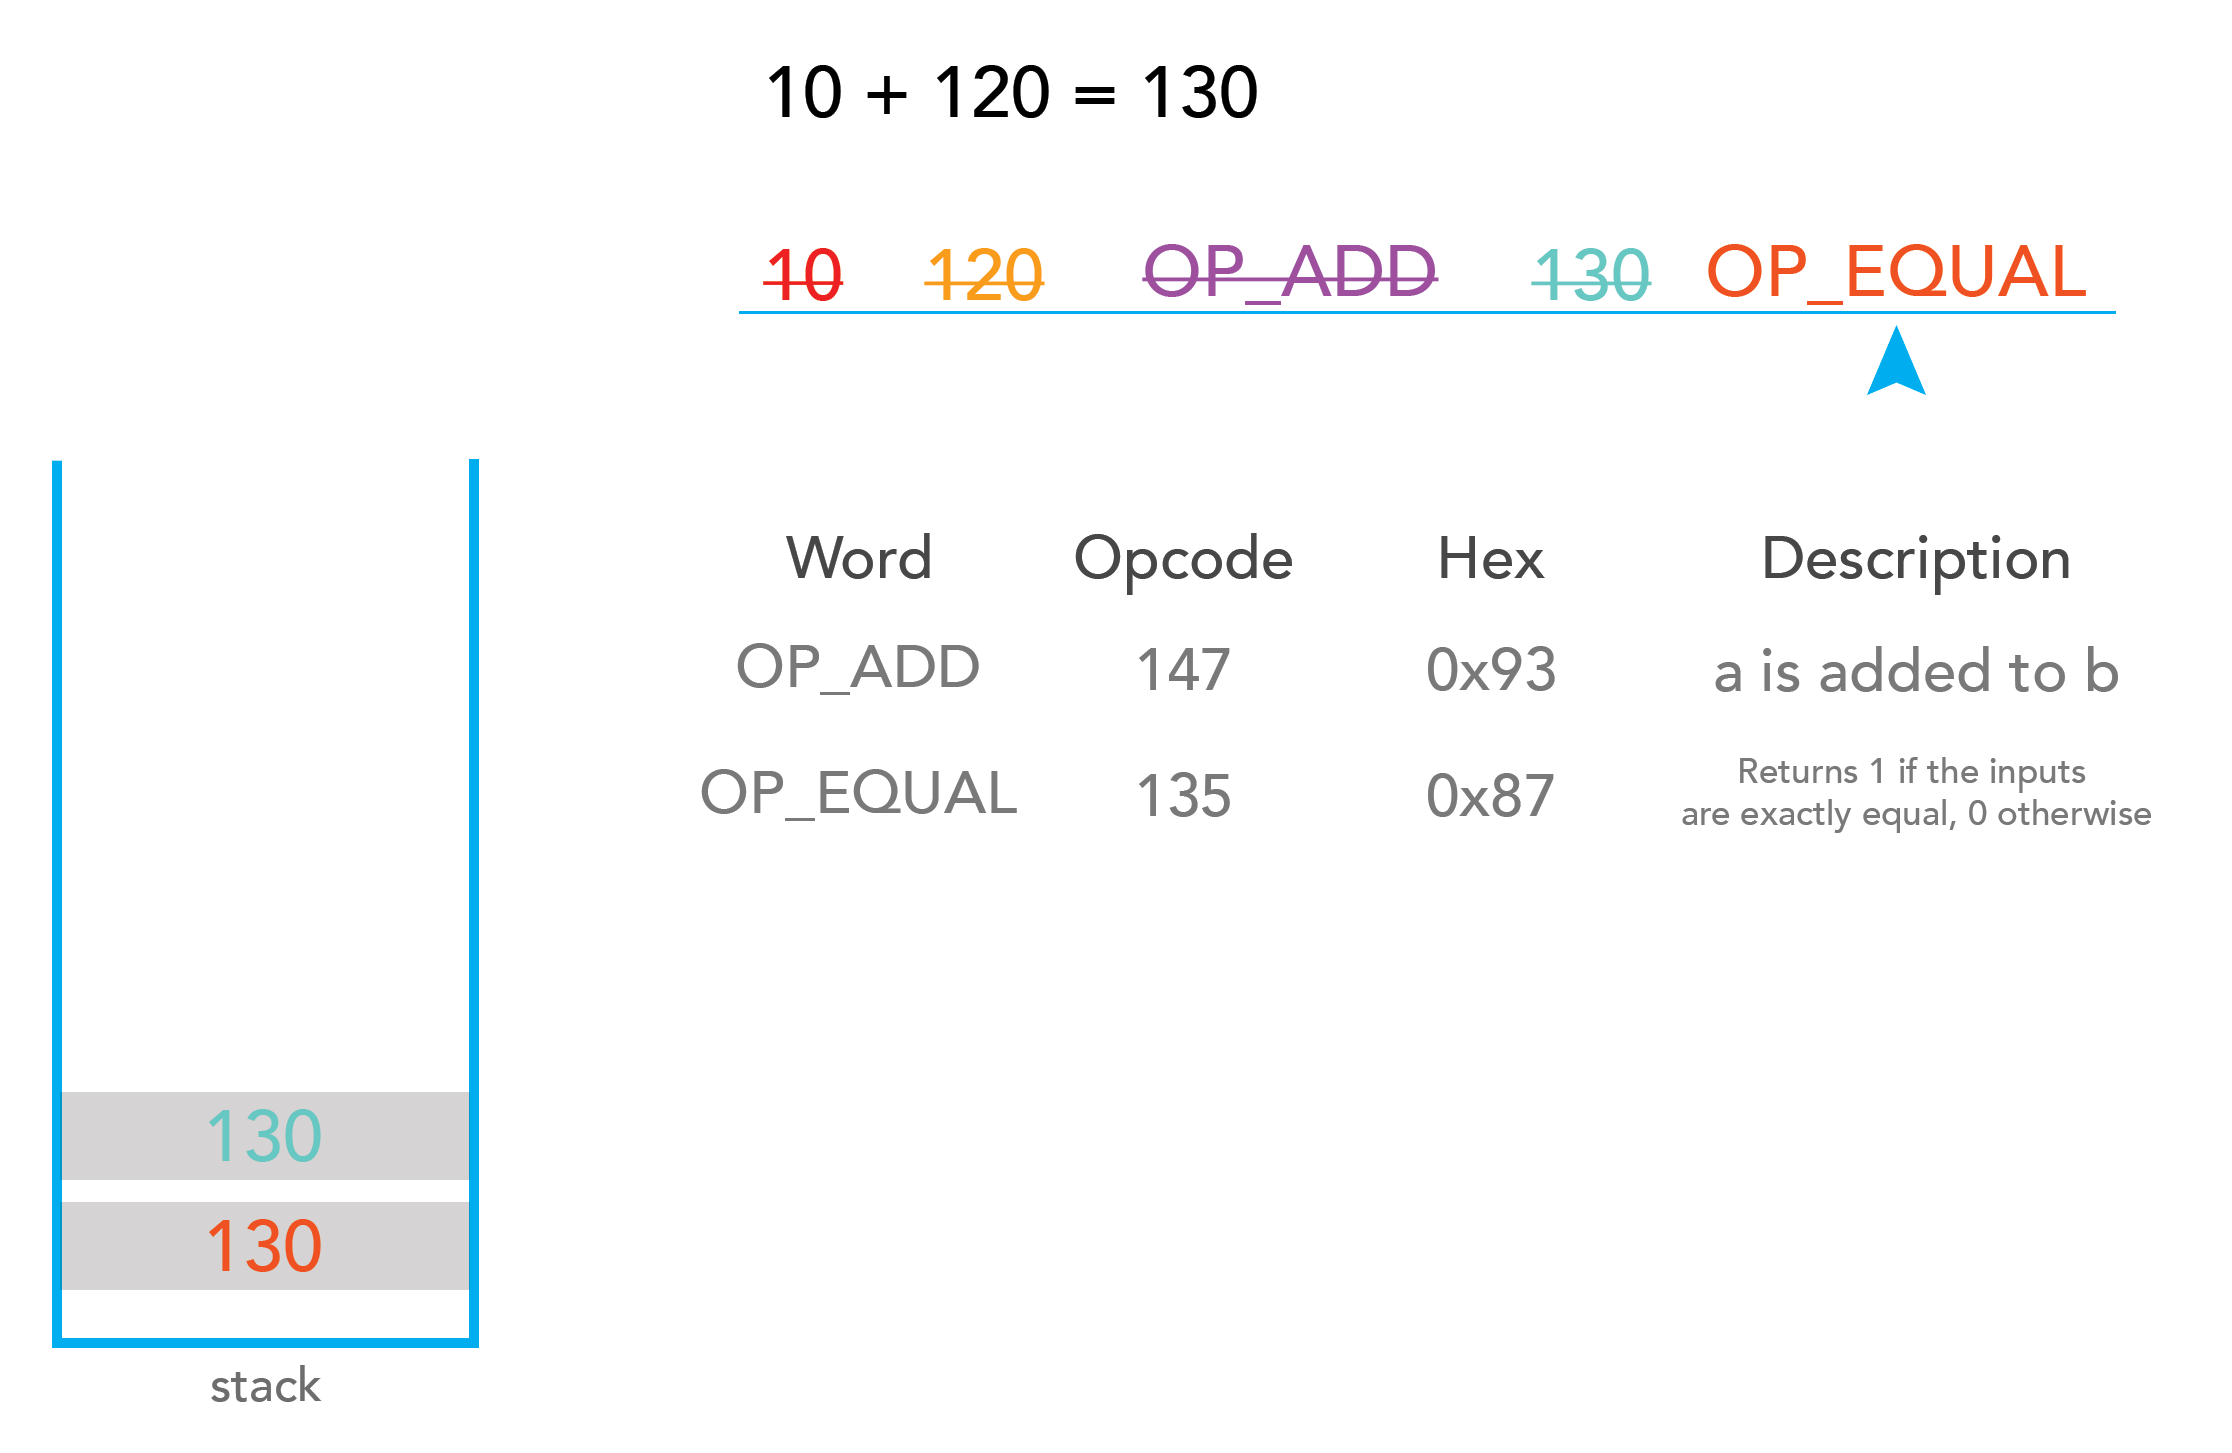 10 + 120 = 130
10 120 OP_ADD 130 OP_EQUAL
Word Opcode Hex Description
OP_ADD 147 0x93 a is added to b
OP_EQUAL 135 0x87 Returns 1 if the inputs
are exactly equal, 0 otherwise
130
130
stack